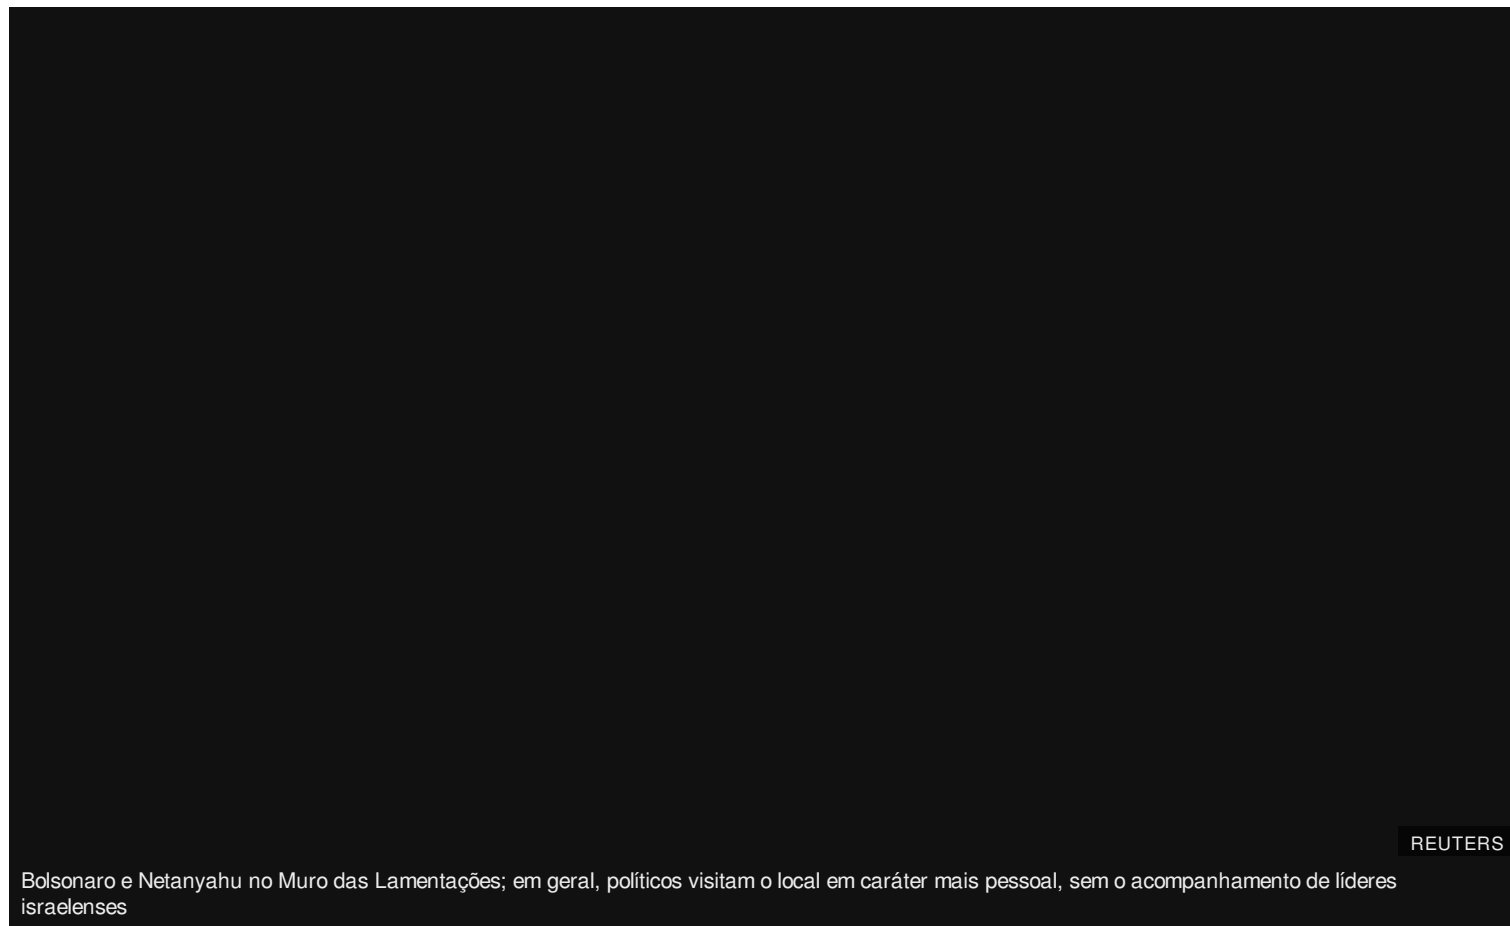 REUTERS
Bolsonaro e Netanyahu no Muro das Lamentações; em geral, políticos visitam o local em caráter mais pessoal, sem o acompanhamento de líderes
israelenses